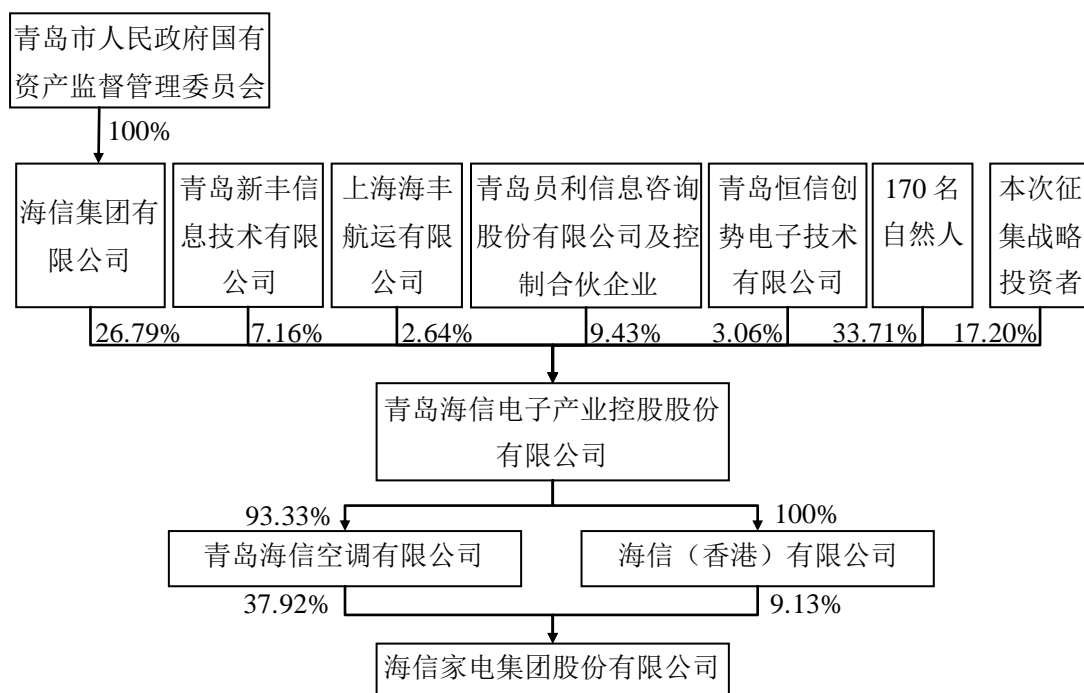 青岛市人民政府国有
资产监督管理委员会
100%
海信集团有
限公司
青岛新丰信
息技术有限
公司
上海海丰
航运有限
公司
青岛员利信息咨询
股份有限公司及控
制合伙企业
青岛恒信创
势电子技术
有限公司
170 名
自然人
本次征
集战略
投资者
26.79%
7.16%
2.64%
9.43%
3.06%
33.71%
17.20%
青岛海信电子产业控股股份
有限公司
93.33%
100%
青岛海信空调有限公司
海信（香港）有限公司
37.92%
9.13%
海信家电集团股份有限公司